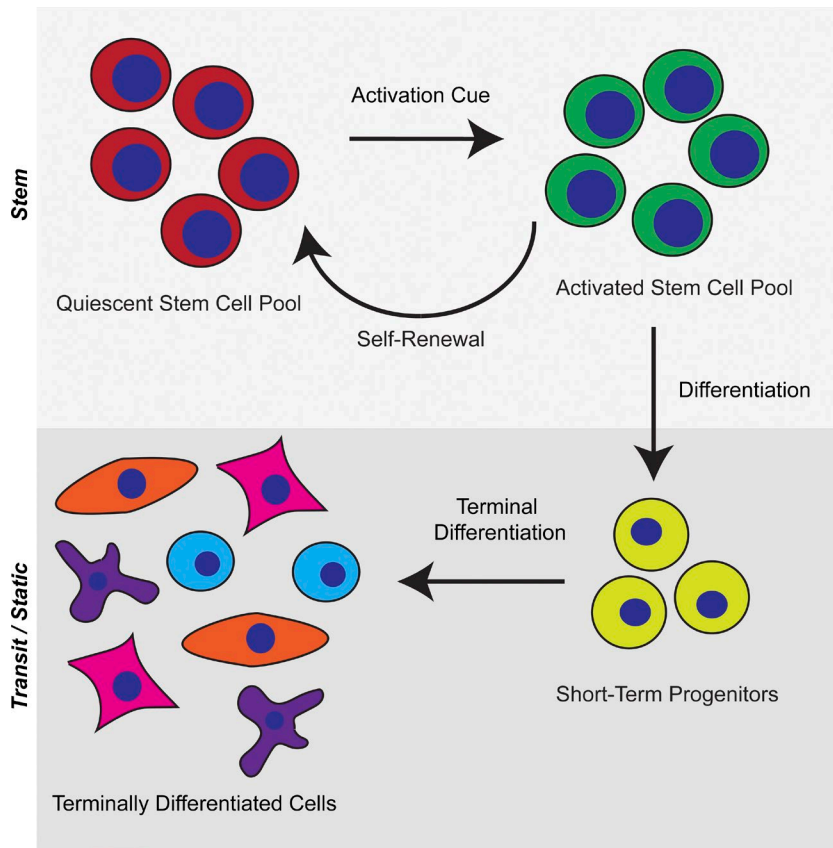 Stem
Activation Cue
Quiescent Stem Cell Pool
Activated Stem Cell Pool
Self-Renewal
Differentiation
Transit / Static
Terminal
Differentiation
Short-Term Progenitors
Terminally Differentiated Cells